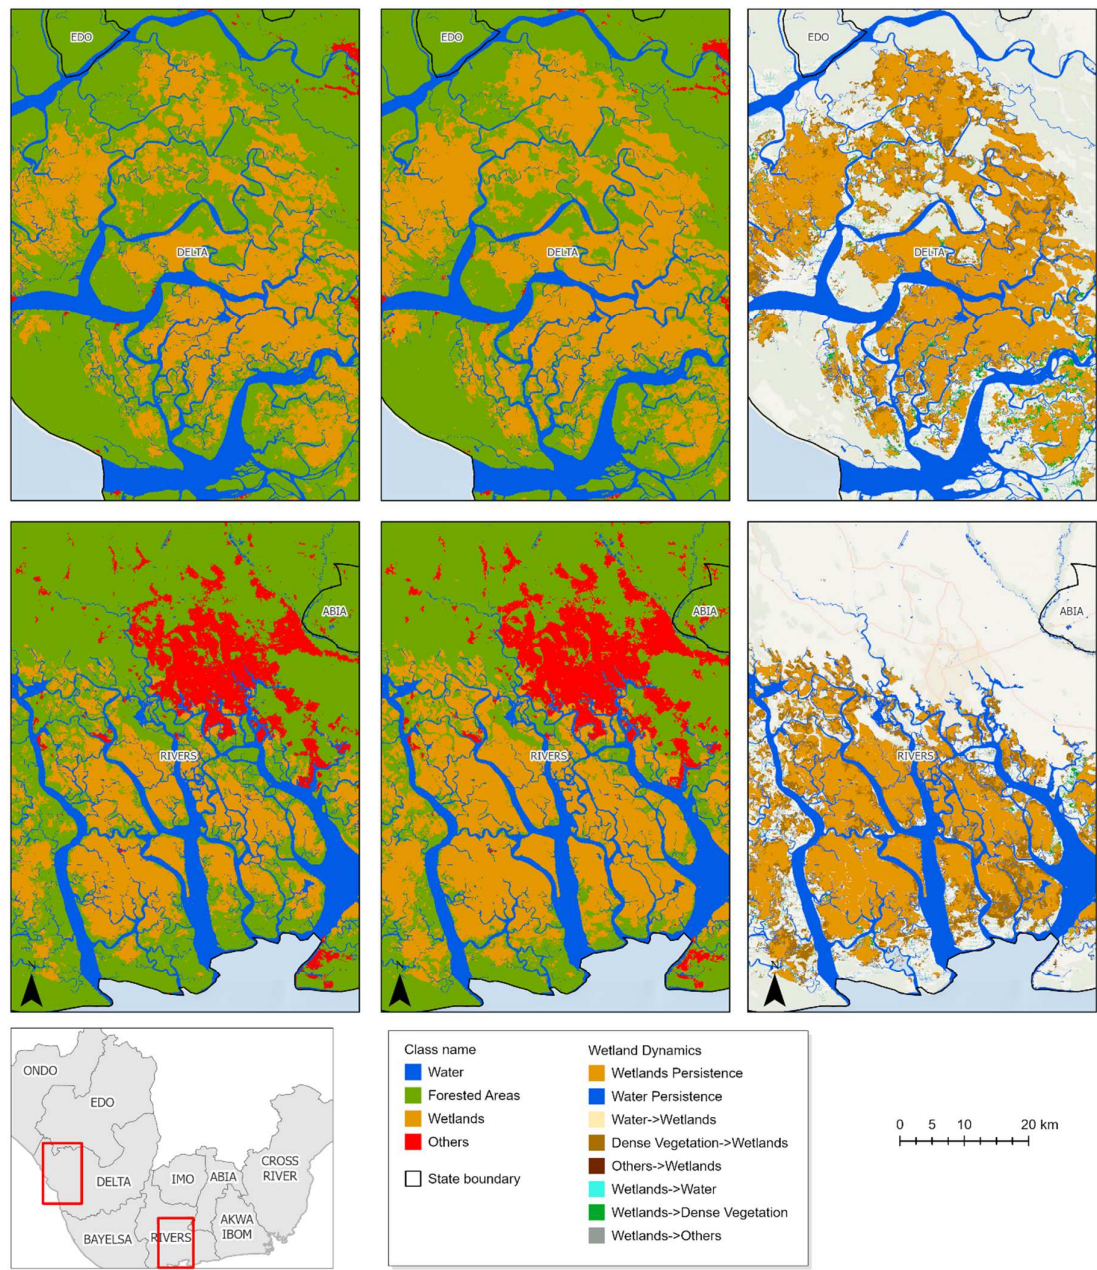 EDO
EDO
EDO
DELTA
DELTA
DELTA
ABIA
ABIA
ABIA
RIVERS
RIVERS
RIVERS
N
N
N
ONDO
EDO
DELTA
IMO
ABIA
CROSS
RIVER
BAYELSA
RIVERS
AKWA
IBOM
Class name
Water
Forested Areas
Wetlands
Others
State boundary
Wetland Dynamics
Wetlands Persistence
Water Persistence
Water->Wetlands
Dense Vegetation->Wetlands
Others->Wetlands
Wetlands->Water
Wetlands->Dense Vegetation
Wetlands->Others
0 5 10 20 km